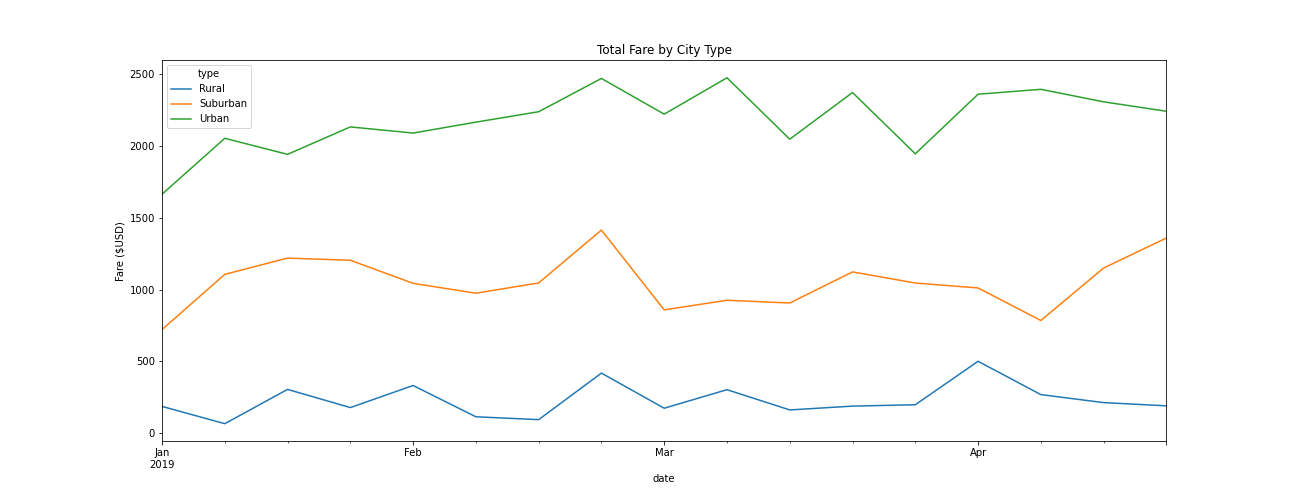 Total Fare by City Type
type
Rural
Suburban
Urban
2500
2000
1500
1000
500
0
Fare ($USD)
Jan Feb Mar Apr
2019
date